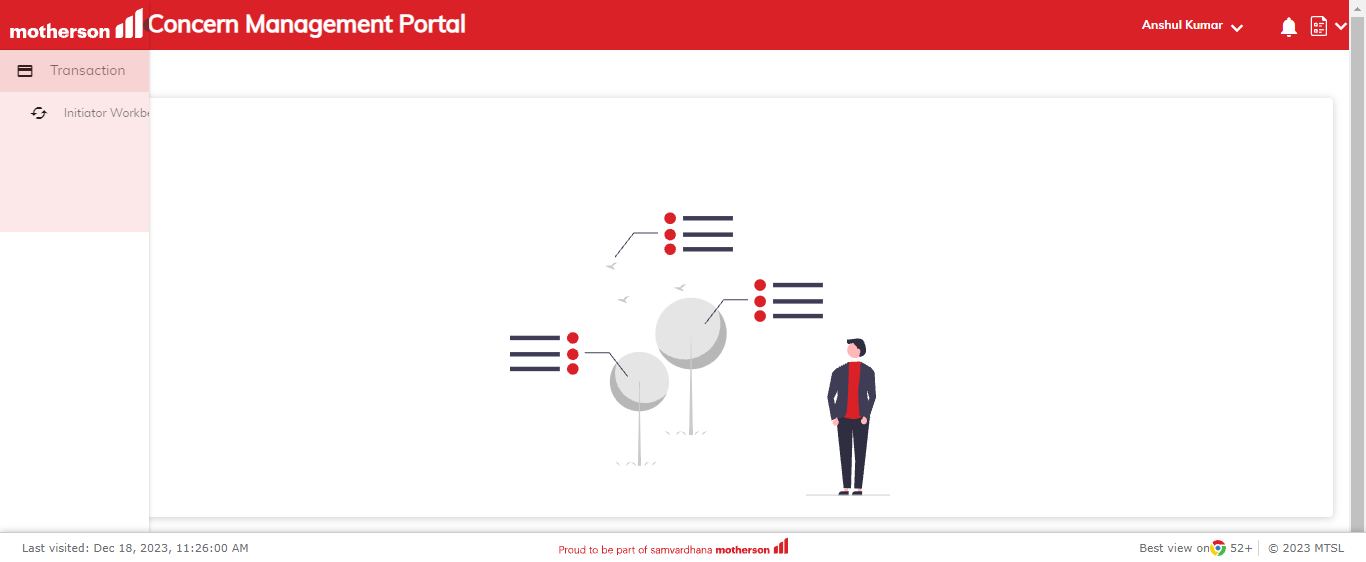 motherson Concern Management Portal
Anshul Kumar
Transaction
Initiator Workbe
Last visited: Dec 18, 2023, 11:26:00 AM
Proud to be part of samvardhana motherson
Best view on 52+ © 2023 MTSL